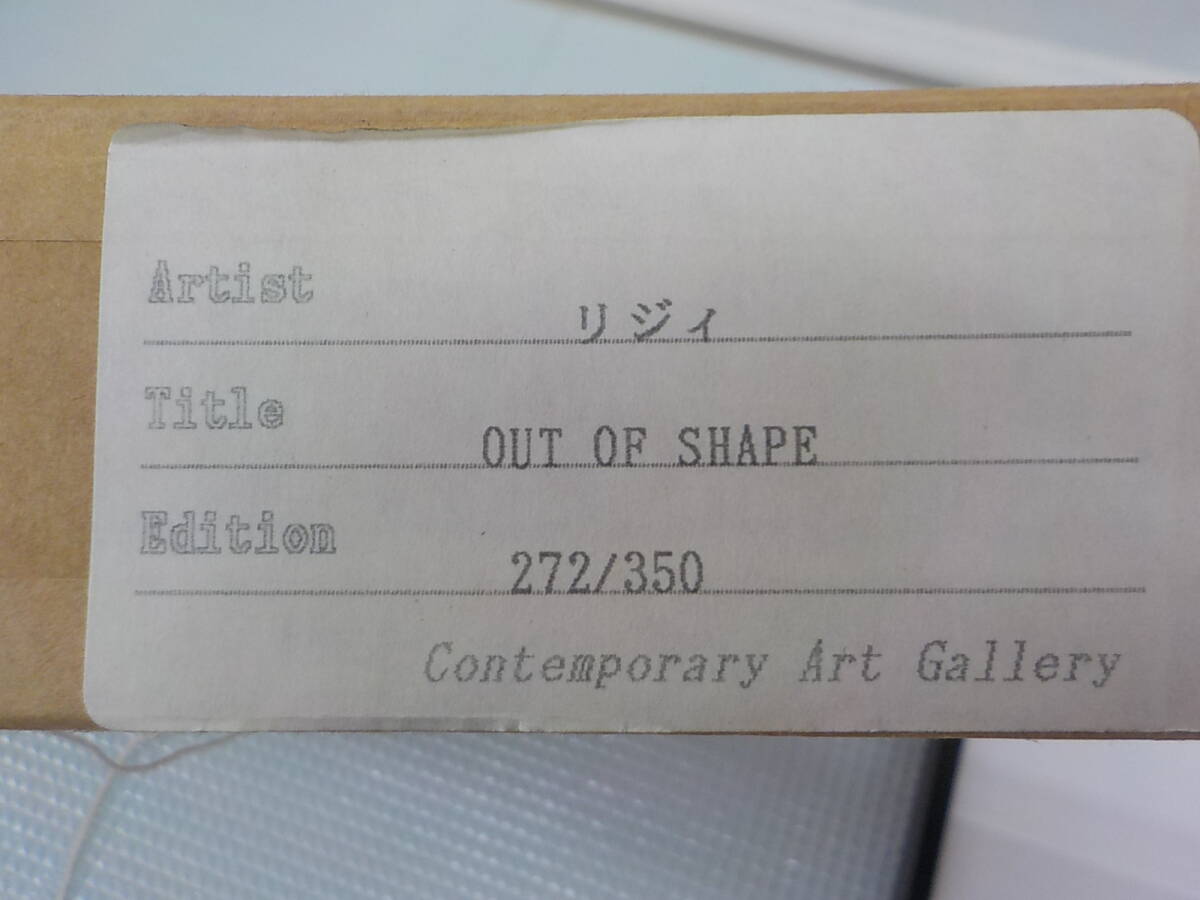 Artist
リジィ
Title
OUT OF SHAPE
Edition
272/350
Contemporary Art Gallery